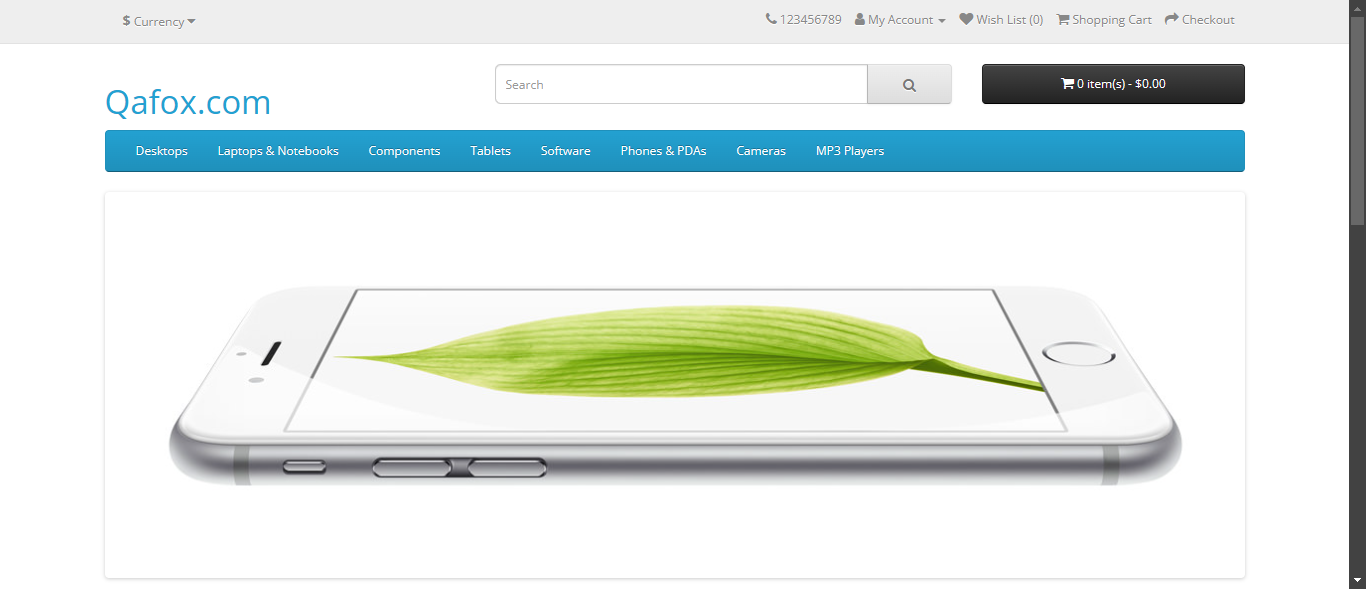 $ Currency
123456789 My Account Wish List (0) Shopping Cart Checkout
Qafox.com
Search
0 item(s) - $0.00
Desktops Laptops & Notebooks Components Tablets Software Phones & PDAs Cameras MP3 Players